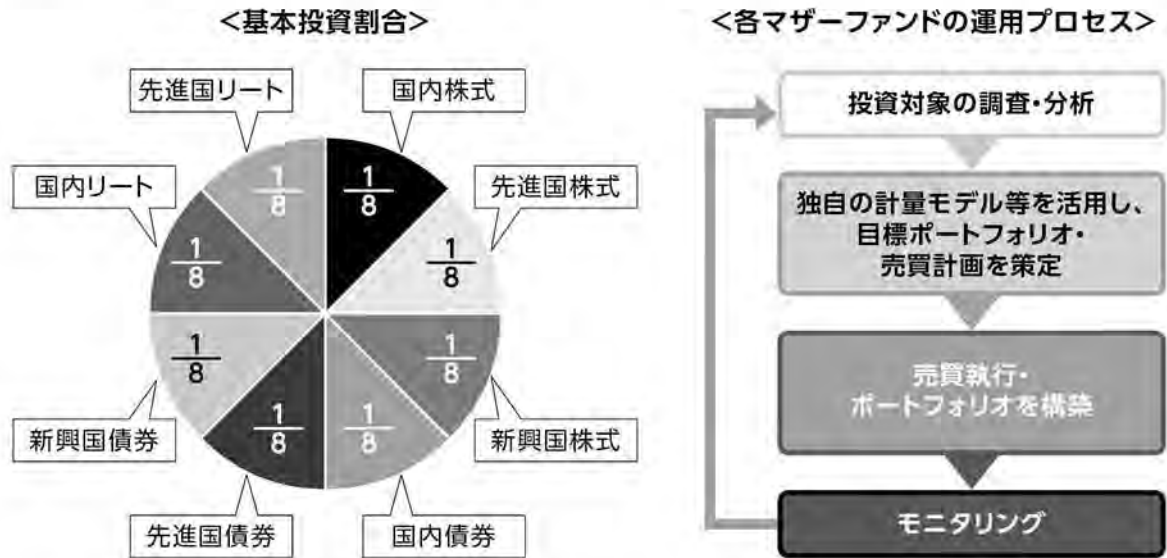 <基本投資割合>
先進国リート
国内株式
国内リート
先進国株式
1/8
1/8
1/8
1/8
1/8
1/8
1/8
1/8
新興国債券
新興国株式
先進国債券
国内債券
<各マザーファンドの運用プロセス>
投資対象の調査・分析
独自の計量モデル等を活用し、
目標ポートフォリオ・
売買計画を策定
売買執行・
ポートフォリオを構築
モニタリング